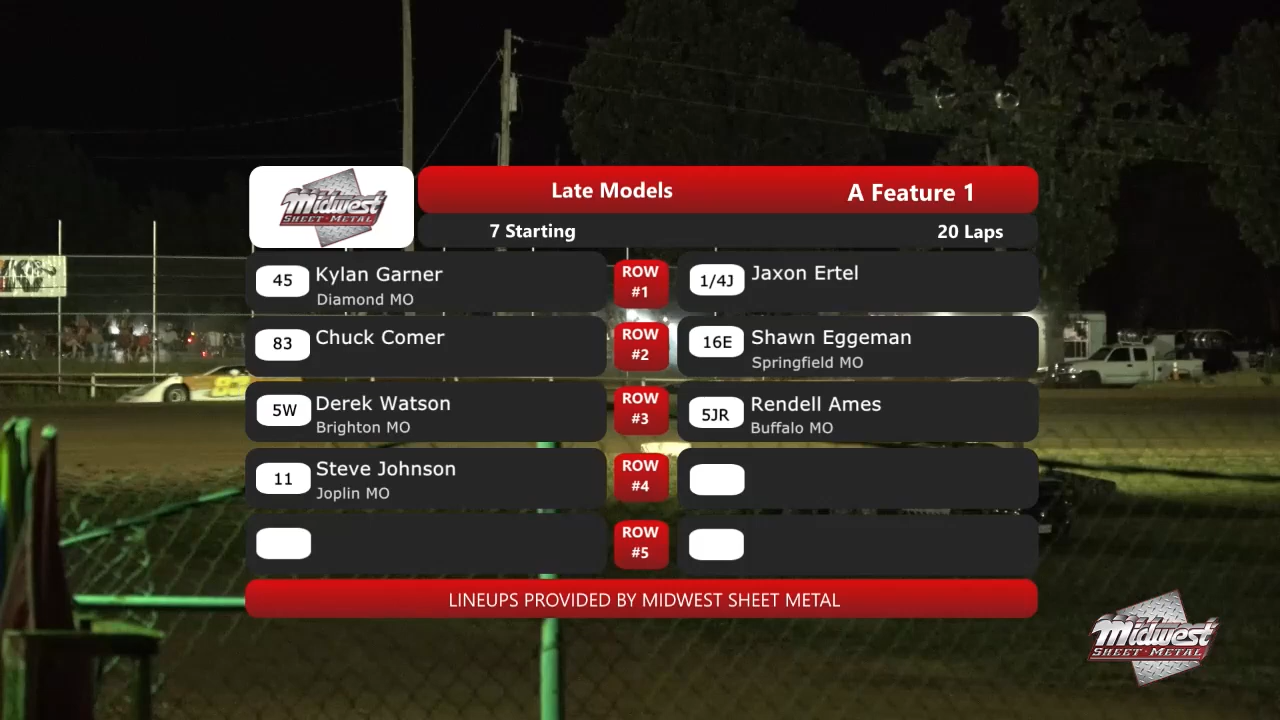 Midwest
SHEET·METAL
Late Models
A Feature 1
7 Starting
20 Laps
45
Kylan Garner
Diamond MO
ROW
#1
1/4J
Jaxon Ertel
83
Chuck Comer
ROW
#2
16E
Shawn Eggeman
Springfield MO
5W
Derek Watson
Brighton MO
ROW
#3
5JR
Rendell Ames
Buffalo MO
11
Steve Johnson
Joplin MO
ROW
#4
ROW
#5
LINEUPS PROVIDED BY MIDWEST SHEET METAL
Midwest
SHEET·METAL